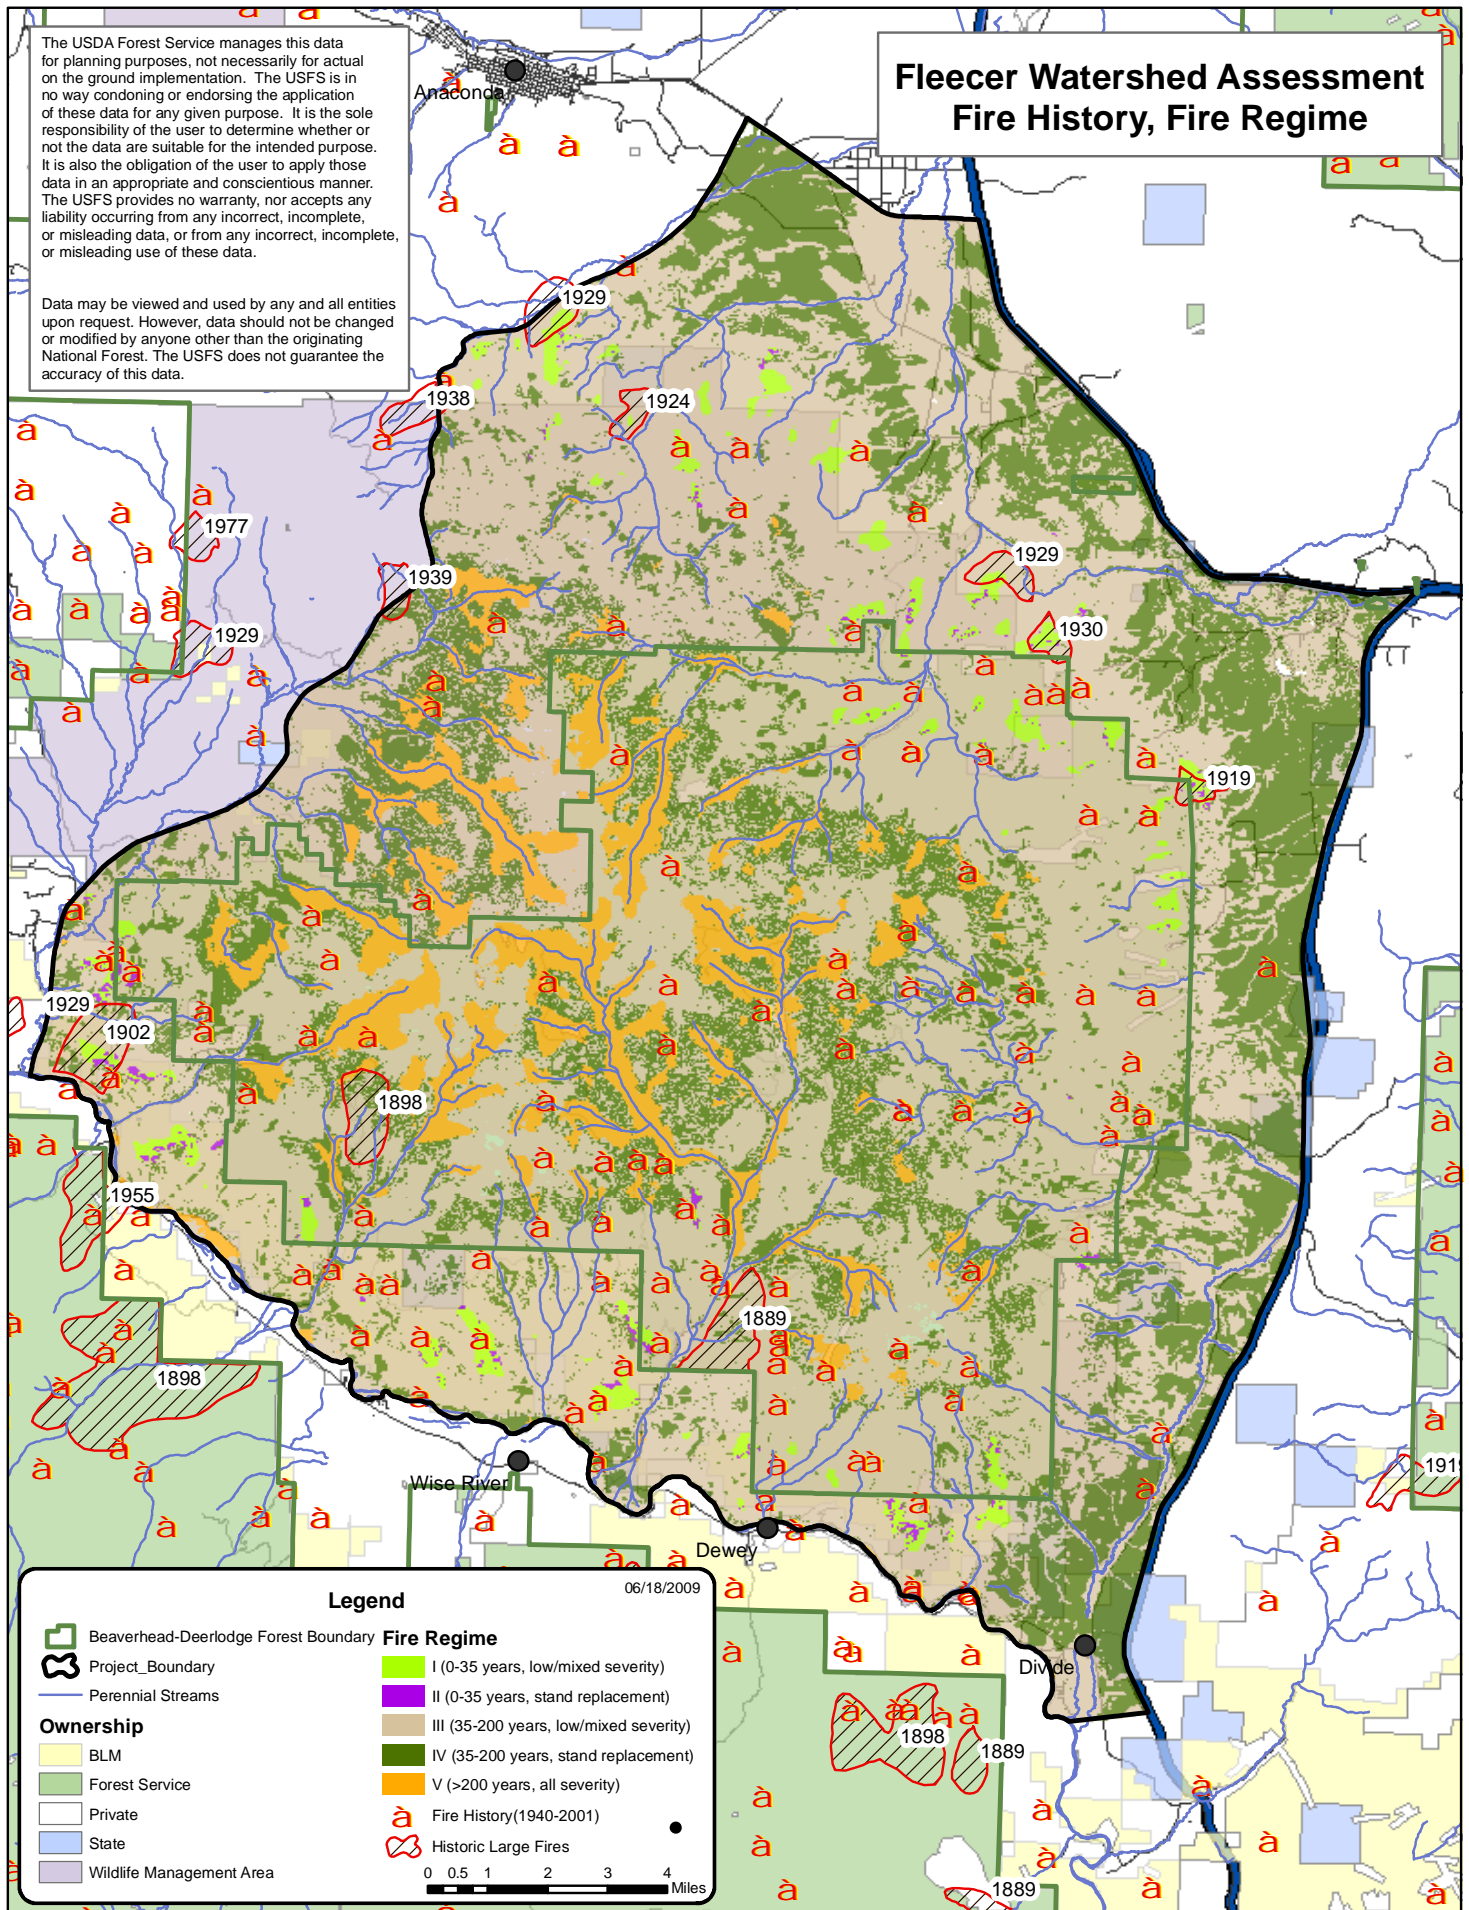 The USDA Forest Service manages this data
for planning purposes, not necessarily for actual
on the ground implementation.  The USFS is in
no way condoning or endorsing the application
of these data for any given purpose.  It is the sole
responsibility of the user to determine whether or
not the data are suitable for the intended purpose.
It is also the obligation of the user to apply those
data in an appropriate and conscientious manner.
The USFS provides no warranty, nor accepts any
liability occurring from any incorrect, incomplete,
or misleading data, or from any incorrect, incomplete,
or misleading use of these data.
Data may be viewed and used by any and all entities
upon request. However, data should not be changed
or modified by anyone other than the originating
National Forest. The USFS does not guarantee the
accuracy of this data.
Fleecer Watershed Assessment
Fire History, Fire Regime
Anaconda
1929
1938
1924
1977
1939
1929
1929
1930
1919
1929
1902
1898
1955
1889
1898
1919
Wise River
Dewey
Divide
1898
1889
1889
Legend
06/18/2009
Beaverhead-Deerlodge Forest Boundary
Project_Boundary
Perennial Streams
Ownership
BLM
Forest Service
Private
State
Wildlife Management Area
Fire Regime
I (0-35 years, low/mixed severity)
II (0-35 years, stand replacement)
III (35-200 years, low/mixed severity)
IV (35-200 years, stand replacement)
V (>200 years, all severity)
à Fire History(1940-2001)
Historic Large Fires
0 0.5 1 2 3 4
Miles